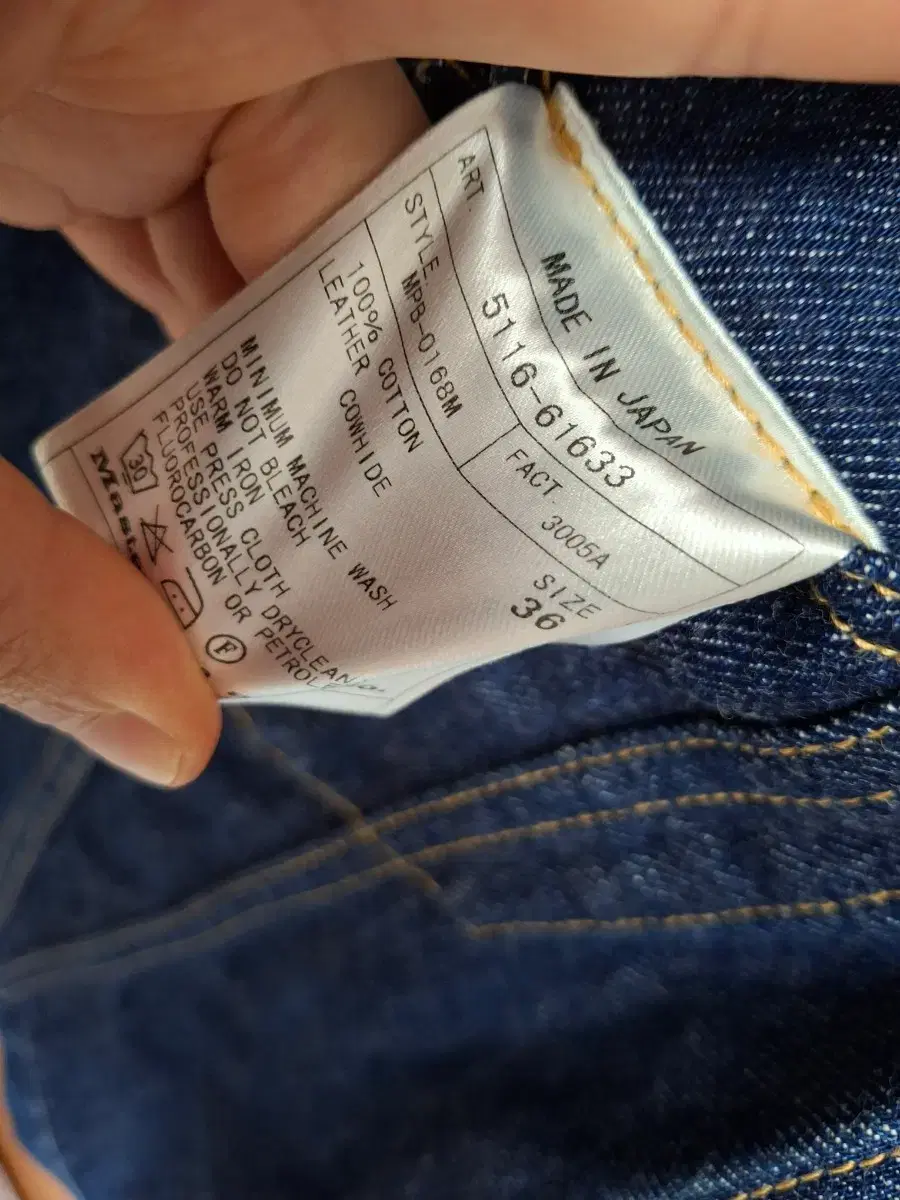 MADE IN JAPAN
ART. 5116-61633
STYLE MPB-0168M FACT 3005A
100% COTTON SIZE
LEATHER COWHIDE 36
MINIMUM MACHINE WASH
DO NOT BLEACH
WARM IRON
USE PRESS CLOTH
PROFESSIONALLY DRYCLEAN
FLUOROCARBON OR
30 F